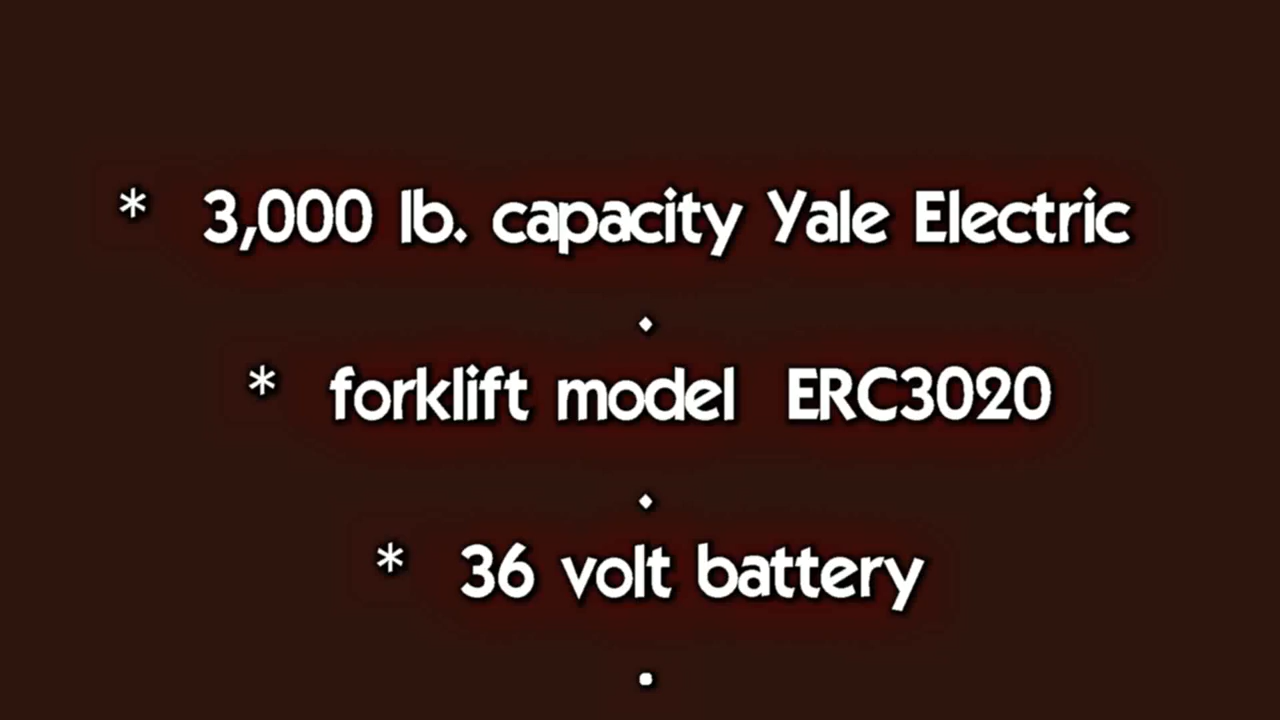 * 3,000 lb. capacity Yale Electric
.
* forklift model ERC3020
.
* 36 volt battery
.